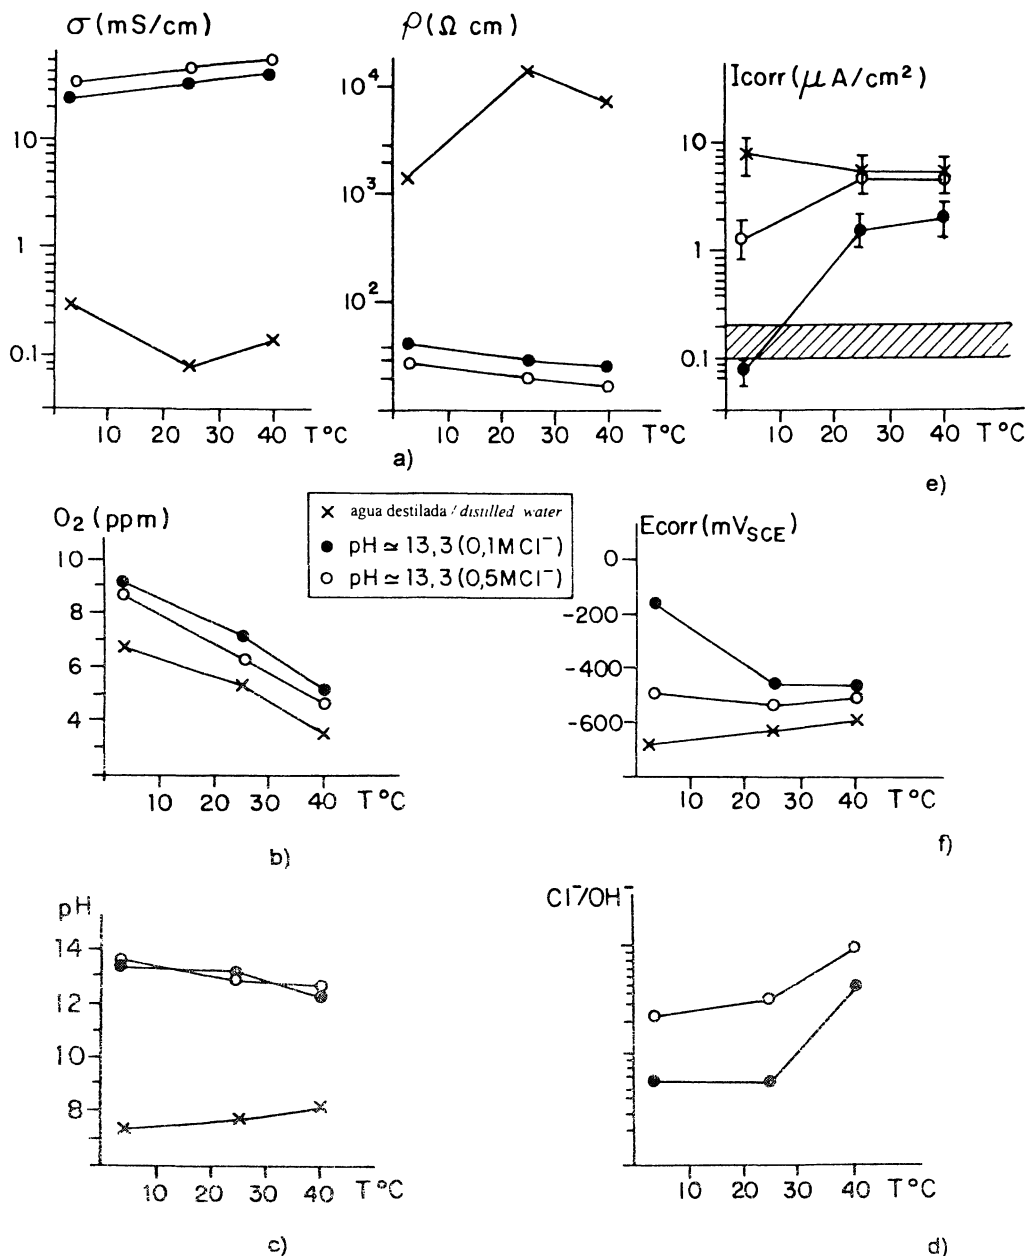 σ (mS/cm)
10
1
0.1
10 20 30 40 T°C
ρ (Ω cm)
10⁴
10³
10²
10 20 30 40 T°C
a)
Icorr (μA/cm²)
10
1
0.1
10 20 30 40 T°C
e)
× agua destilada / distilled water
● pH ≃ 13,3 (0,1M Cl⁻)
○ pH ≃ 13,3 (0,5M Cl⁻)
O₂ (ppm)
10
8
6
4
10 20 30 40 T°C
b)
Ecorr (mV_SCE)
0
-200
-400
-600
10 20 30 40 T°C
f)
pH
14
12
10
8
10 20 30 40 T°C
c)
Cl⁻/OH⁻
10 20 30 40 T°C
d)